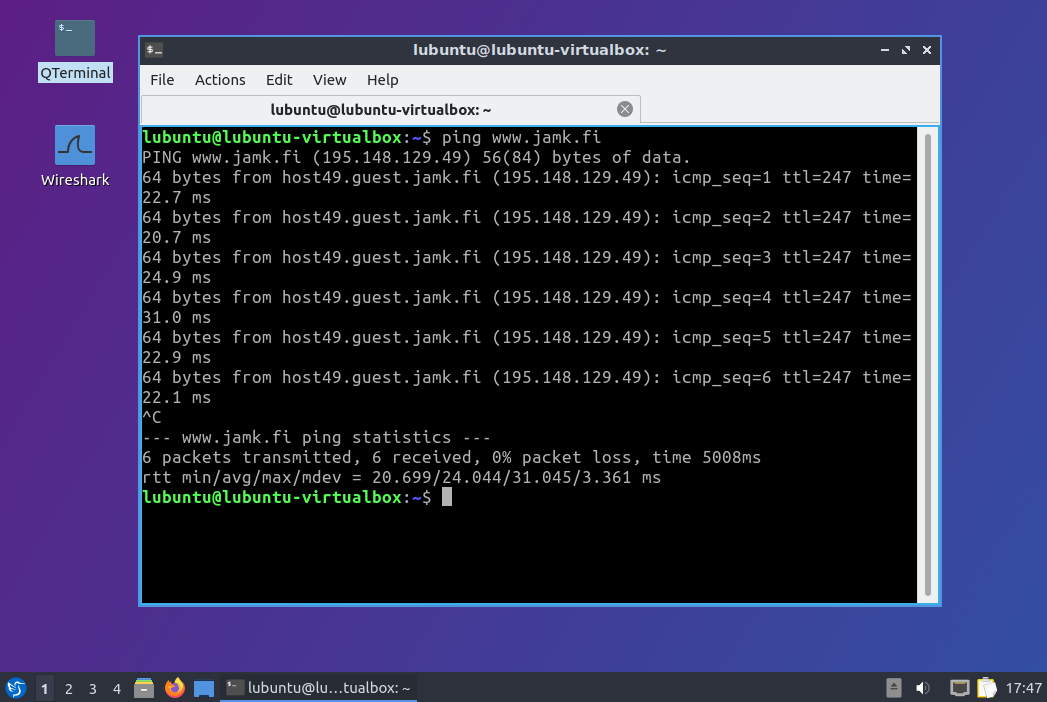 $_
QTerminal
Wireshark
$_ lubuntu@lubuntu-virtualbox: ~
File Actions Edit View Help
lubuntu@lubuntu-virtualbox: ~
lubuntu@lubuntu-virtualbox:~$ ping www.jamk.fi
PING www.jamk.fi (195.148.129.49) 56(84) bytes of data.
64 bytes from host49.guest.jamk.fi (195.148.129.49): icmp_seq=1 ttl=247 time=
22.7 ms
64 bytes from host49.guest.jamk.fi (195.148.129.49): icmp_seq=2 ttl=247 time=
20.7 ms
64 bytes from host49.guest.jamk.fi (195.148.129.49): icmp_seq=3 ttl=247 time=
24.9 ms
64 bytes from host49.guest.jamk.fi (195.148.129.49): icmp_seq=4 ttl=247 time=
31.0 ms
64 bytes from host49.guest.jamk.fi (195.148.129.49): icmp_seq=5 ttl=247 time=
22.9 ms
64 bytes from host49.guest.jamk.fi (195.148.129.49): icmp_seq=6 ttl=247 time=
22.1 ms
^C
--- www.jamk.fi ping statistics ---
6 packets transmitted, 6 received, 0% packet loss, time 5008ms
rtt min/avg/max/mdev = 20.699/24.044/31.045/3.361 ms
lubuntu@lubuntu-virtualbox:~$
1 2 3 4 $_ lubuntu@lu…tualbox: ~ 17:47